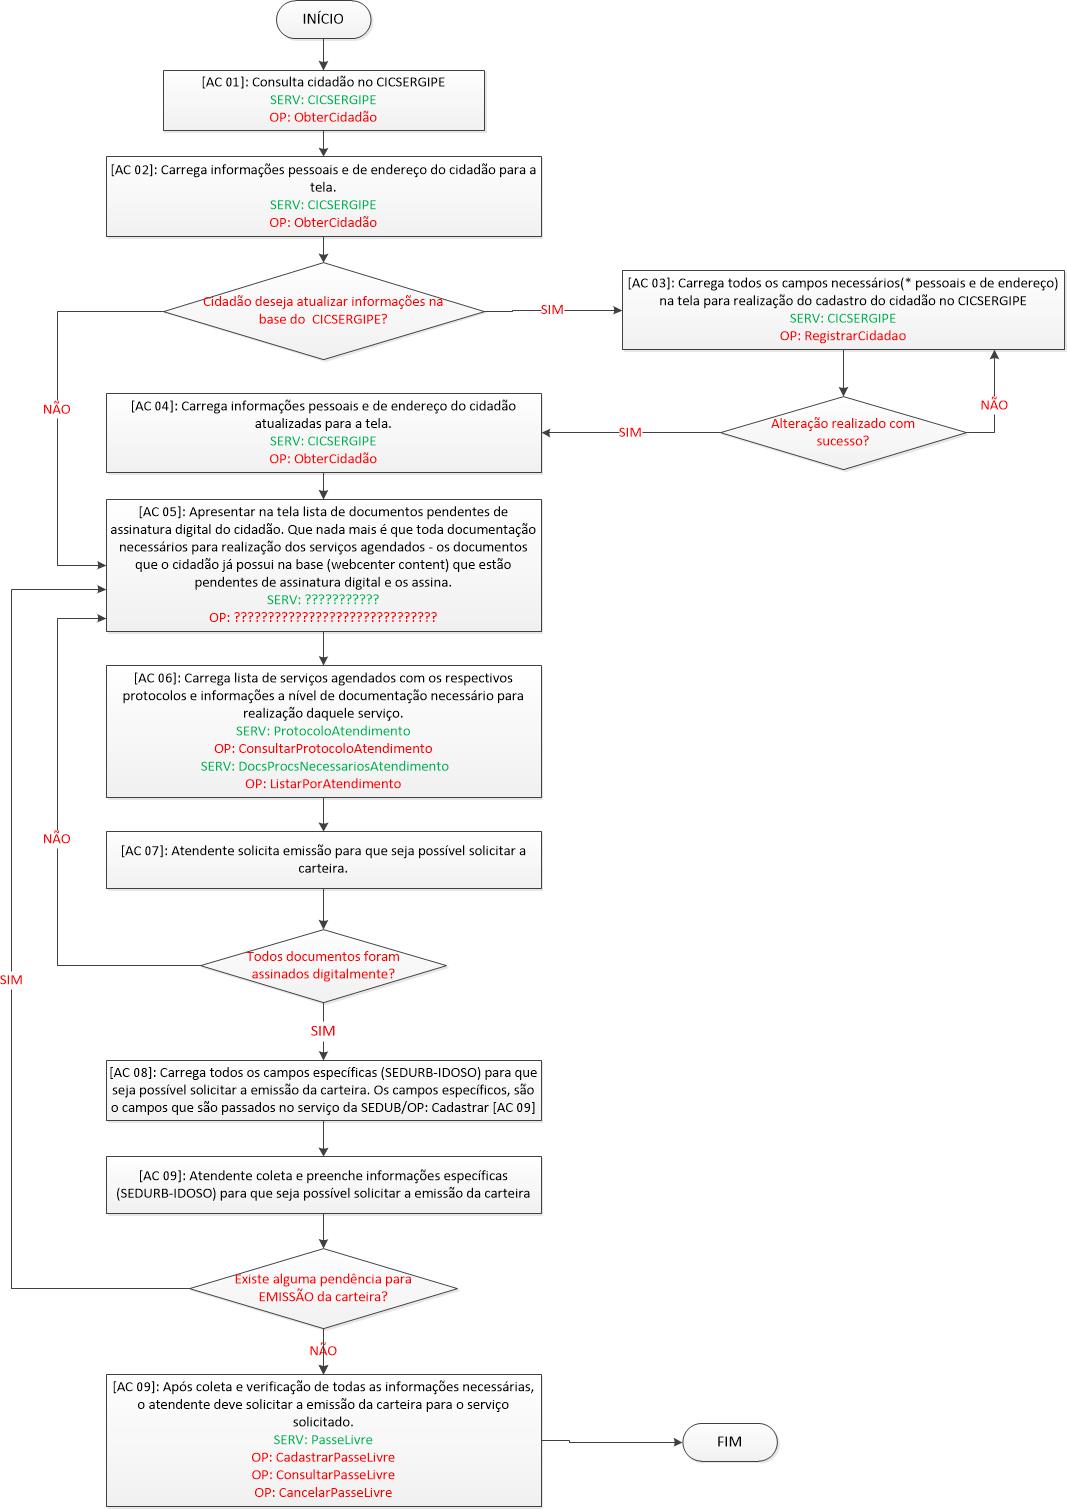 INÍCIO
[AC 01]: Consulta cidadão no CICSERGIPE
SERV: CICSERGIPE
OP: ObterCidadão
[AC 02]: Carrega informações pessoais e de endereço do cidadão para a
tela.
SERV: CICSERGIPE
OP: ObterCidadão
Cidadão deseja atualizar informações na
base do CICSERGIPE?
SIM
[AC 03]: Carrega todos os campos necessários(* pessoais e de endereço)
na tela para realização do cadastro do cidadão no CICSERGIPE
SERV: CICSERGIPE
OP: RegistrarCidadao
NÃO
Alteração realizado com
sucesso?
NÃO
SIM
[AC 04]: Carrega informações pessoais e de endereço do cidadão
atualizadas para a tela.
SERV: CICSERGIPE
OP: ObterCidadão
[AC 05]: Apresentar na tela lista de documentos pendentes de
assinatura digital do cidadão. Que nada mais é que toda documentação
necessários para realização dos serviços agendados - os documentos
que o cidadão já possui na base (webcenter content) que estão
pendentes de assinatura digital e os assina.
SERV: ???????????
OP: ??????????????????????????????
[AC 06]: Carrega lista de serviços agendados com os respectivos
protocolos e informações a nível de documentação necessário para
realização daquele serviço.
SERV: ProtocoloAtendimento
OP: ConsultarProtocoloAtendimento
SERV: DocsProcsNecessariosAtendimento
OP: ListarPorAtendimento
NÃO
[AC 07]: Atendente solicita emissão para que seja possível solicitar a
carteira.
Todos documentos foram
assinados digitalmente?
SIM
SIM
[AC 08]: Carrega todos os campos específicas (SEDURB-IDOSO) para que
seja possível solicitar a emissão da carteira. Os campos específicos, são
o campos que são passados no serviço da SEDUB/OP: Cadastrar [AC 09]
[AC 09]: Atendente coleta e preenche informações específicas
(SEDURB-IDOSO) para que seja possível solicitar a emissão da carteira
Existe alguma pendência para
EMISSÃO da carteira?
NÃO
[AC 09]: Após coleta e verificação de todas as informações necessárias,
o atendente deve solicitar a emissão da carteira para o serviço
solicitado.
SERV: PasseLivre
OP: CadastrarPasseLivre
OP: ConsultarPasseLivre
OP: CancelarPasseLivre
FIM